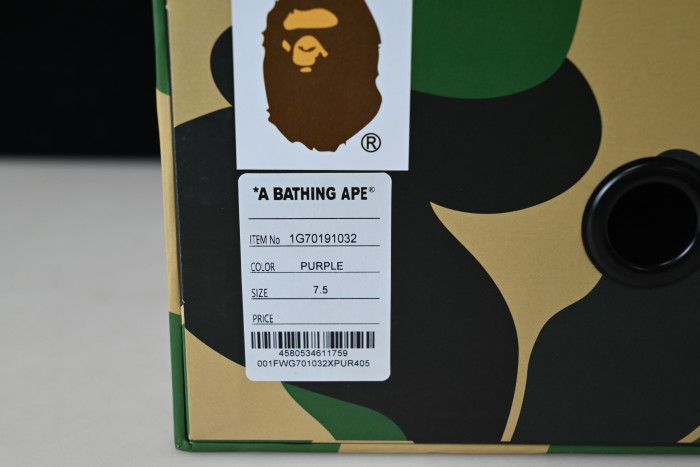 ®
*A BATHING APE®
ITEM No 1G70191032
COLOR PURPLE
SIZE 7.5
PRICE
4580534611759
001FWG701032XPUR405